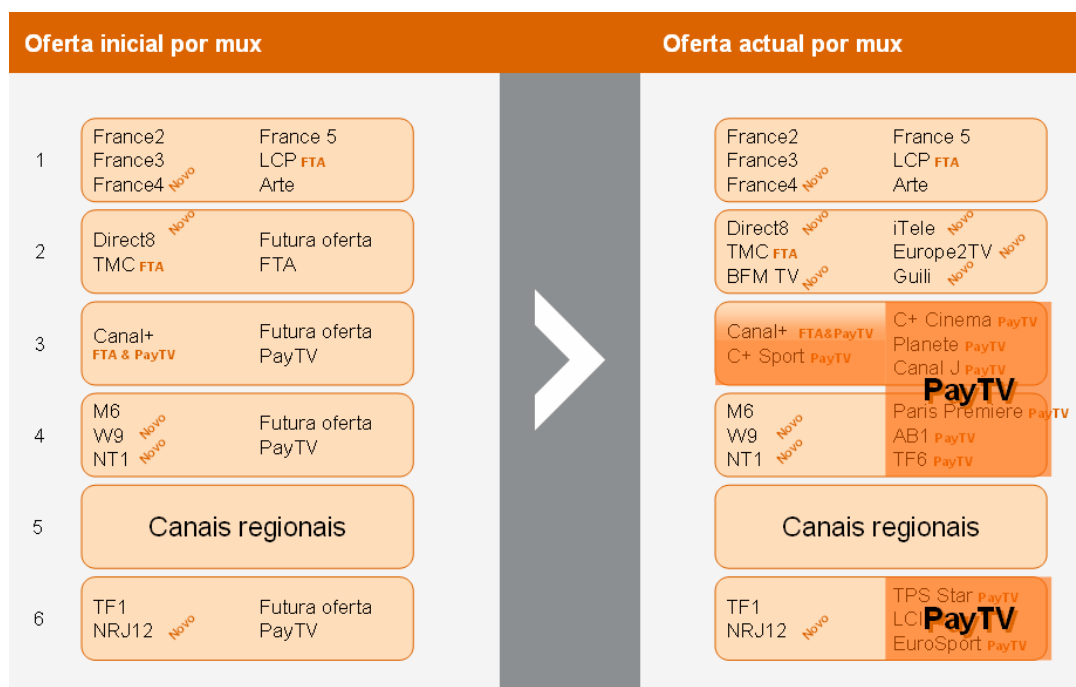 Oferta inicial por mux
Oferta actual por mux
1
France2
France3
France4 Novo
France 5
LCP FTA
Arte
France2
France3
France4 Novo
France 5
LCP FTA
Arte
2
Direct8 Novo
TMC FTA
Futura oferta
FTA
Direct8 Novo
TMC FTA
BFM TV Novo
iTele Novo
Europe2TV Novo
Guili Novo
3
Canal+
FTA & PayTV
Futura oferta
PayTV
Canal+ FTA&PayTV
C+ Sport PayTV
C+ Cinema PayTV
Planete PayTV
Canal J PayTV
PayTV
4
M6
W9 Novo
NT1 Novo
Futura oferta
PayTV
M6
W9 Novo
NT1 Novo
Paris Premiere PayTV
AB1 PayTV
TF6 PayTV
5
Canais regionais
Canais regionais
6
TF1
NRJ12 Novo
Futura oferta
PayTV
TF1
NRJ12 Novo
TPS Star PayTV
LCI
PayTV
EuroSport PayTV